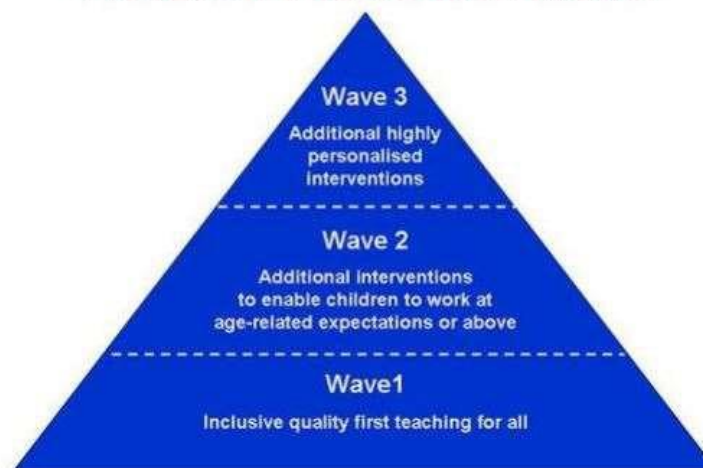 Wave 3
Additional highly
personalised
interventions
Wave 2
Additional interventions
to enable children to work at
age-related expectations or above
Wave1
Inclusive quality first teaching for all